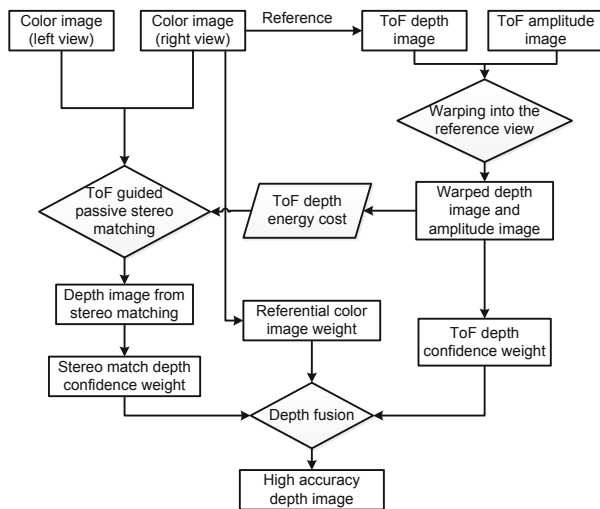 Color image
(left view)
Color image
(right view)
Reference
ToF depth
image
ToF amplitude
image
Warping into the
reference view
ToF guided
passive stereo
matching
ToF depth
energy cost
Warped depth
image and
amplitude image
Depth image from
stereo matching
Referential color
image weight
ToF depth
confidence weight
Stereo match depth
confidence weight
Depth fusion
High accuracy
depth image